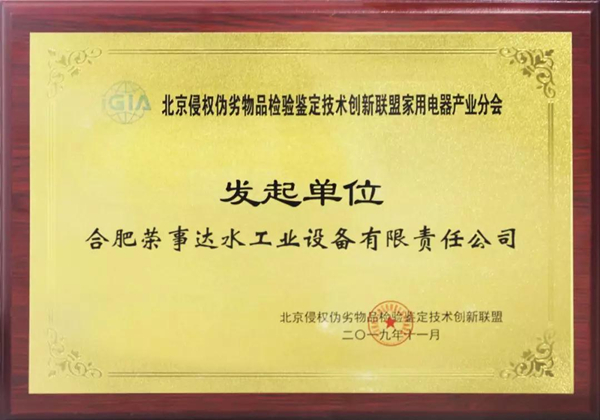 iGIA
北京侵权伪劣物品检验鉴定技术创新联盟家用电器产业分会
发起单位
合肥荣事达水工业设备有限责任公司
北京侵权伪劣物品检验鉴定技术创新联盟
二〇一九年十一月